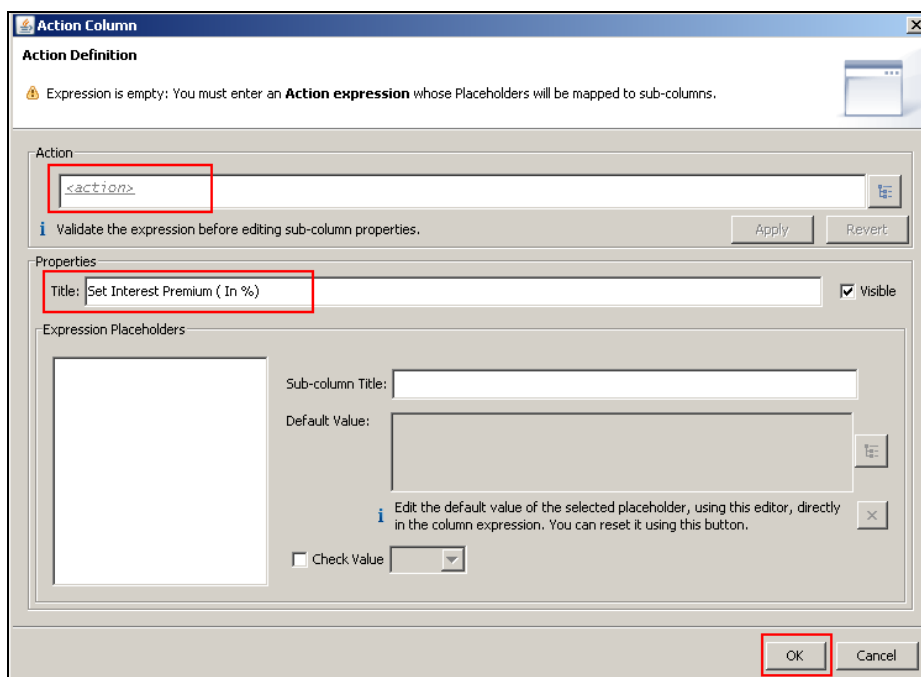 Action Column
Action Definition
Expression is empty: You must enter an Action expression whose Placeholders will be mapped to sub-columns.
Action
<action>
Validate the expression before editing sub-column properties.
Apply
Revert
Properties
Title: Set Interest Premium ( In %)
Visible
Expression Placeholders
Sub-column Title:
Default Value:
Edit the default value of the selected placeholder, using this editor, directly
in the column expression. You can reset it using this button.
Check Value
OK
Cancel